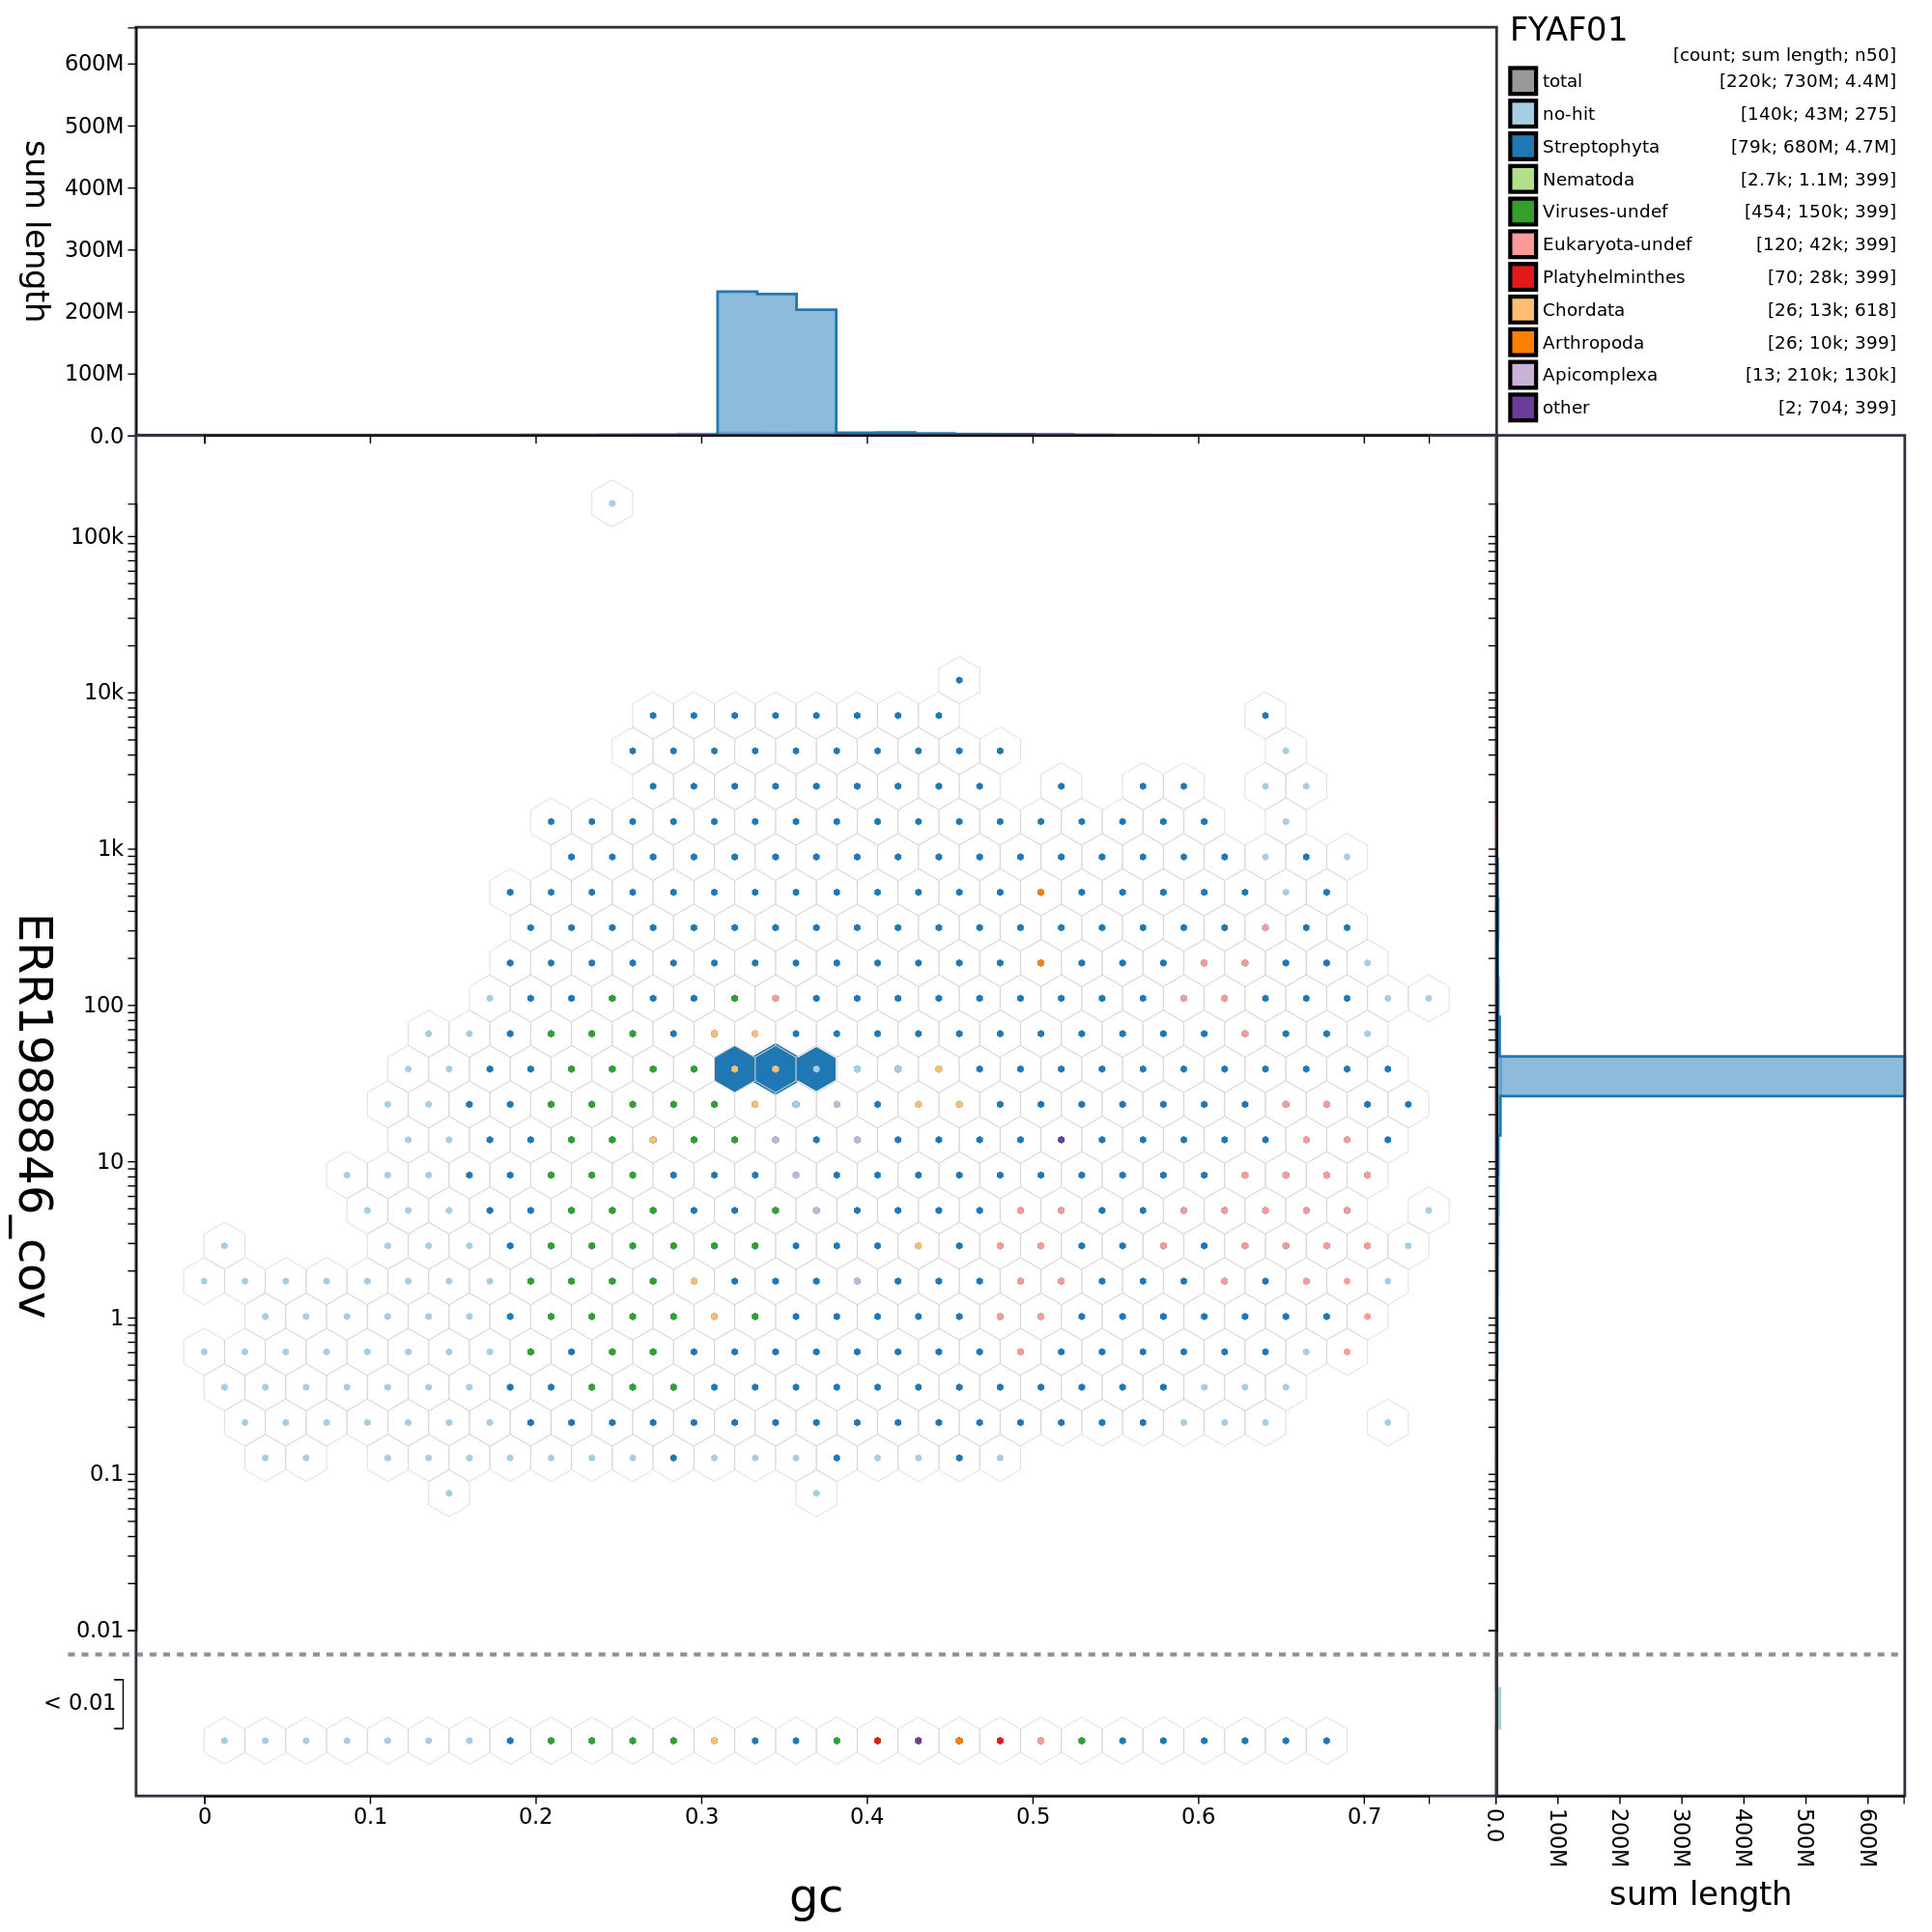 FYAF01
[count; sum length; n50]
total [220k; 730M; 4.4M]
no-hit [140k; 43M; 275]
Streptophyta [79k; 680M; 4.7M]
Nematoda [2.7k; 1.1M; 399]
Viruses-undef [454; 150k; 399]
Eukaryota-undef [120; 42k; 399]
Platyhelminthes [70; 28k; 399]
Chordata [26; 13k; 618]
Arthropoda [26; 10k; 399]
Apicomplexa [13; 210k; 130k]
other [2; 704; 399]
sum length
600M
500M
400M
300M
200M
100M
0.0
ERR1988846_cov
100k
10k
1k
100
10
1
0.1
0.01
< 0.01
0 0.1 0.2 0.3 0.4 0.5 0.6 0.7
gc
0.0 100M 200M 300M 400M 500M 600M
sum length